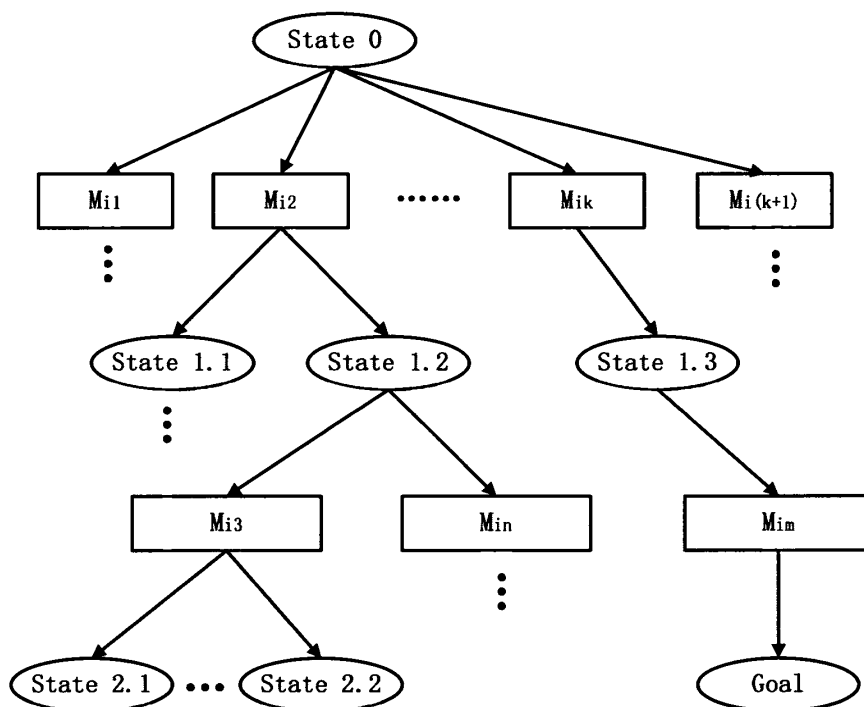 State 0
Mi1
Mi2
......
Mik
Mi(k+1)
State 1.1
State 1.2
State 1.3
Mi3
Min
Mim
State 2.1
...
State 2.2
Goal